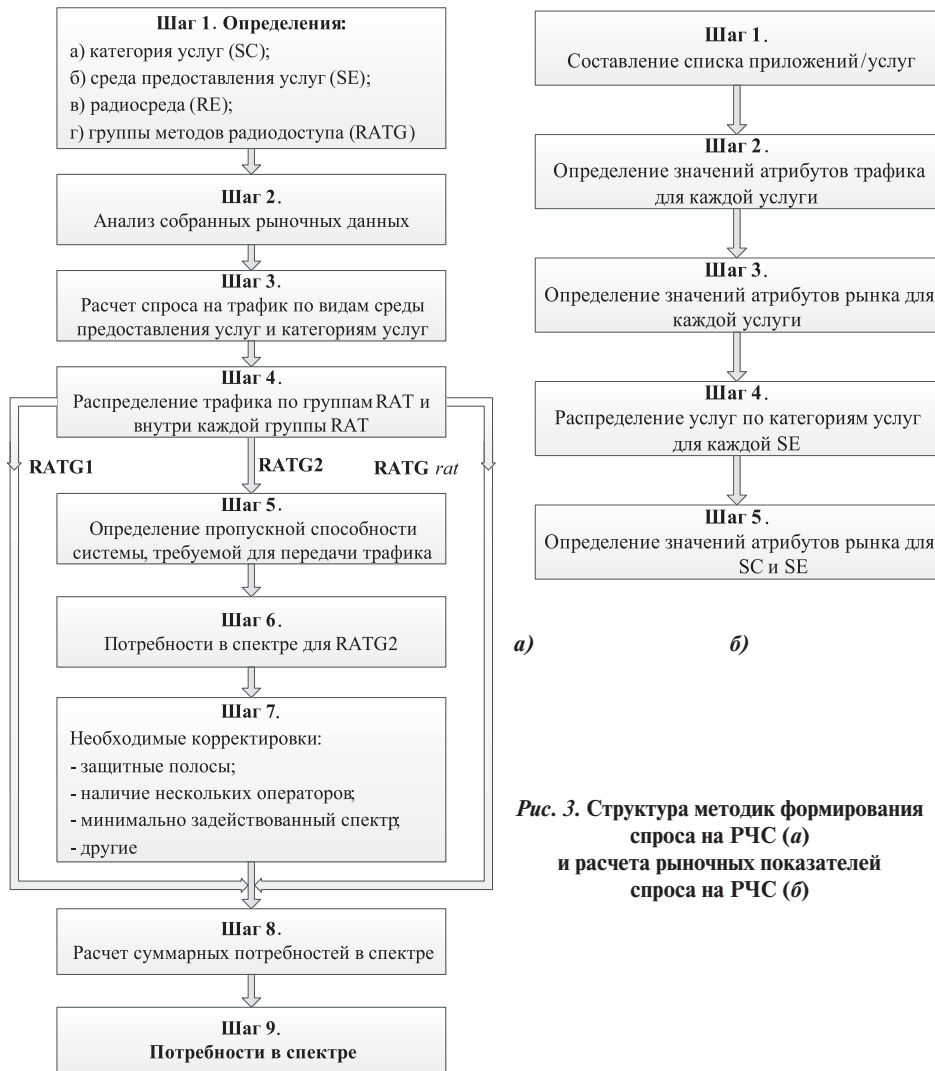 Шаг 1. Определения:
а) категория услуг (SC);
б) среда предоставления услуг (SE);
в) радиосреда (RE);
г) группы методов радиодоступа (RATG)
Шаг 2.
Анализ собранных рыночных данных
Шаг 3.
Расчет спроса на трафик по видам среды
предоставления услуг и категориям услуг
Шаг 4.
Распределение трафика по группам RAT и
внутри каждой группы RAT
RATG1
RATG2
RATG rat
Шаг 5.
Определение пропускной способности
системы, требуемой для передачи трафика
Шаг 6.
Потребности в спектре для RATG2
Шаг 7.
Необходимые корректировки:
- защитные полосы;
- наличие нескольких операторов;
- минимально задействованный спектр;
- другие
Шаг 8.
Расчет суммарных потребностей в спектре
Шаг 9.
Потребности в спектре
Шаг 1.
Составление списка приложений/услуг
Шаг 2.
Определение значений атрибутов трафика
для каждой услуги
Шаг 3.
Определение значений атрибутов рынка для
каждой услуги
Шаг 4.
Распределение услуг по категориям услуг
для каждой SE
Шаг 5.
Определение значений атрибутов рынка для
SC и SE
а) б)
Рис. 3. Структура методик формирования
спроса на РЧС (а)
и расчета рыночных показателей
спроса на РЧС (б)